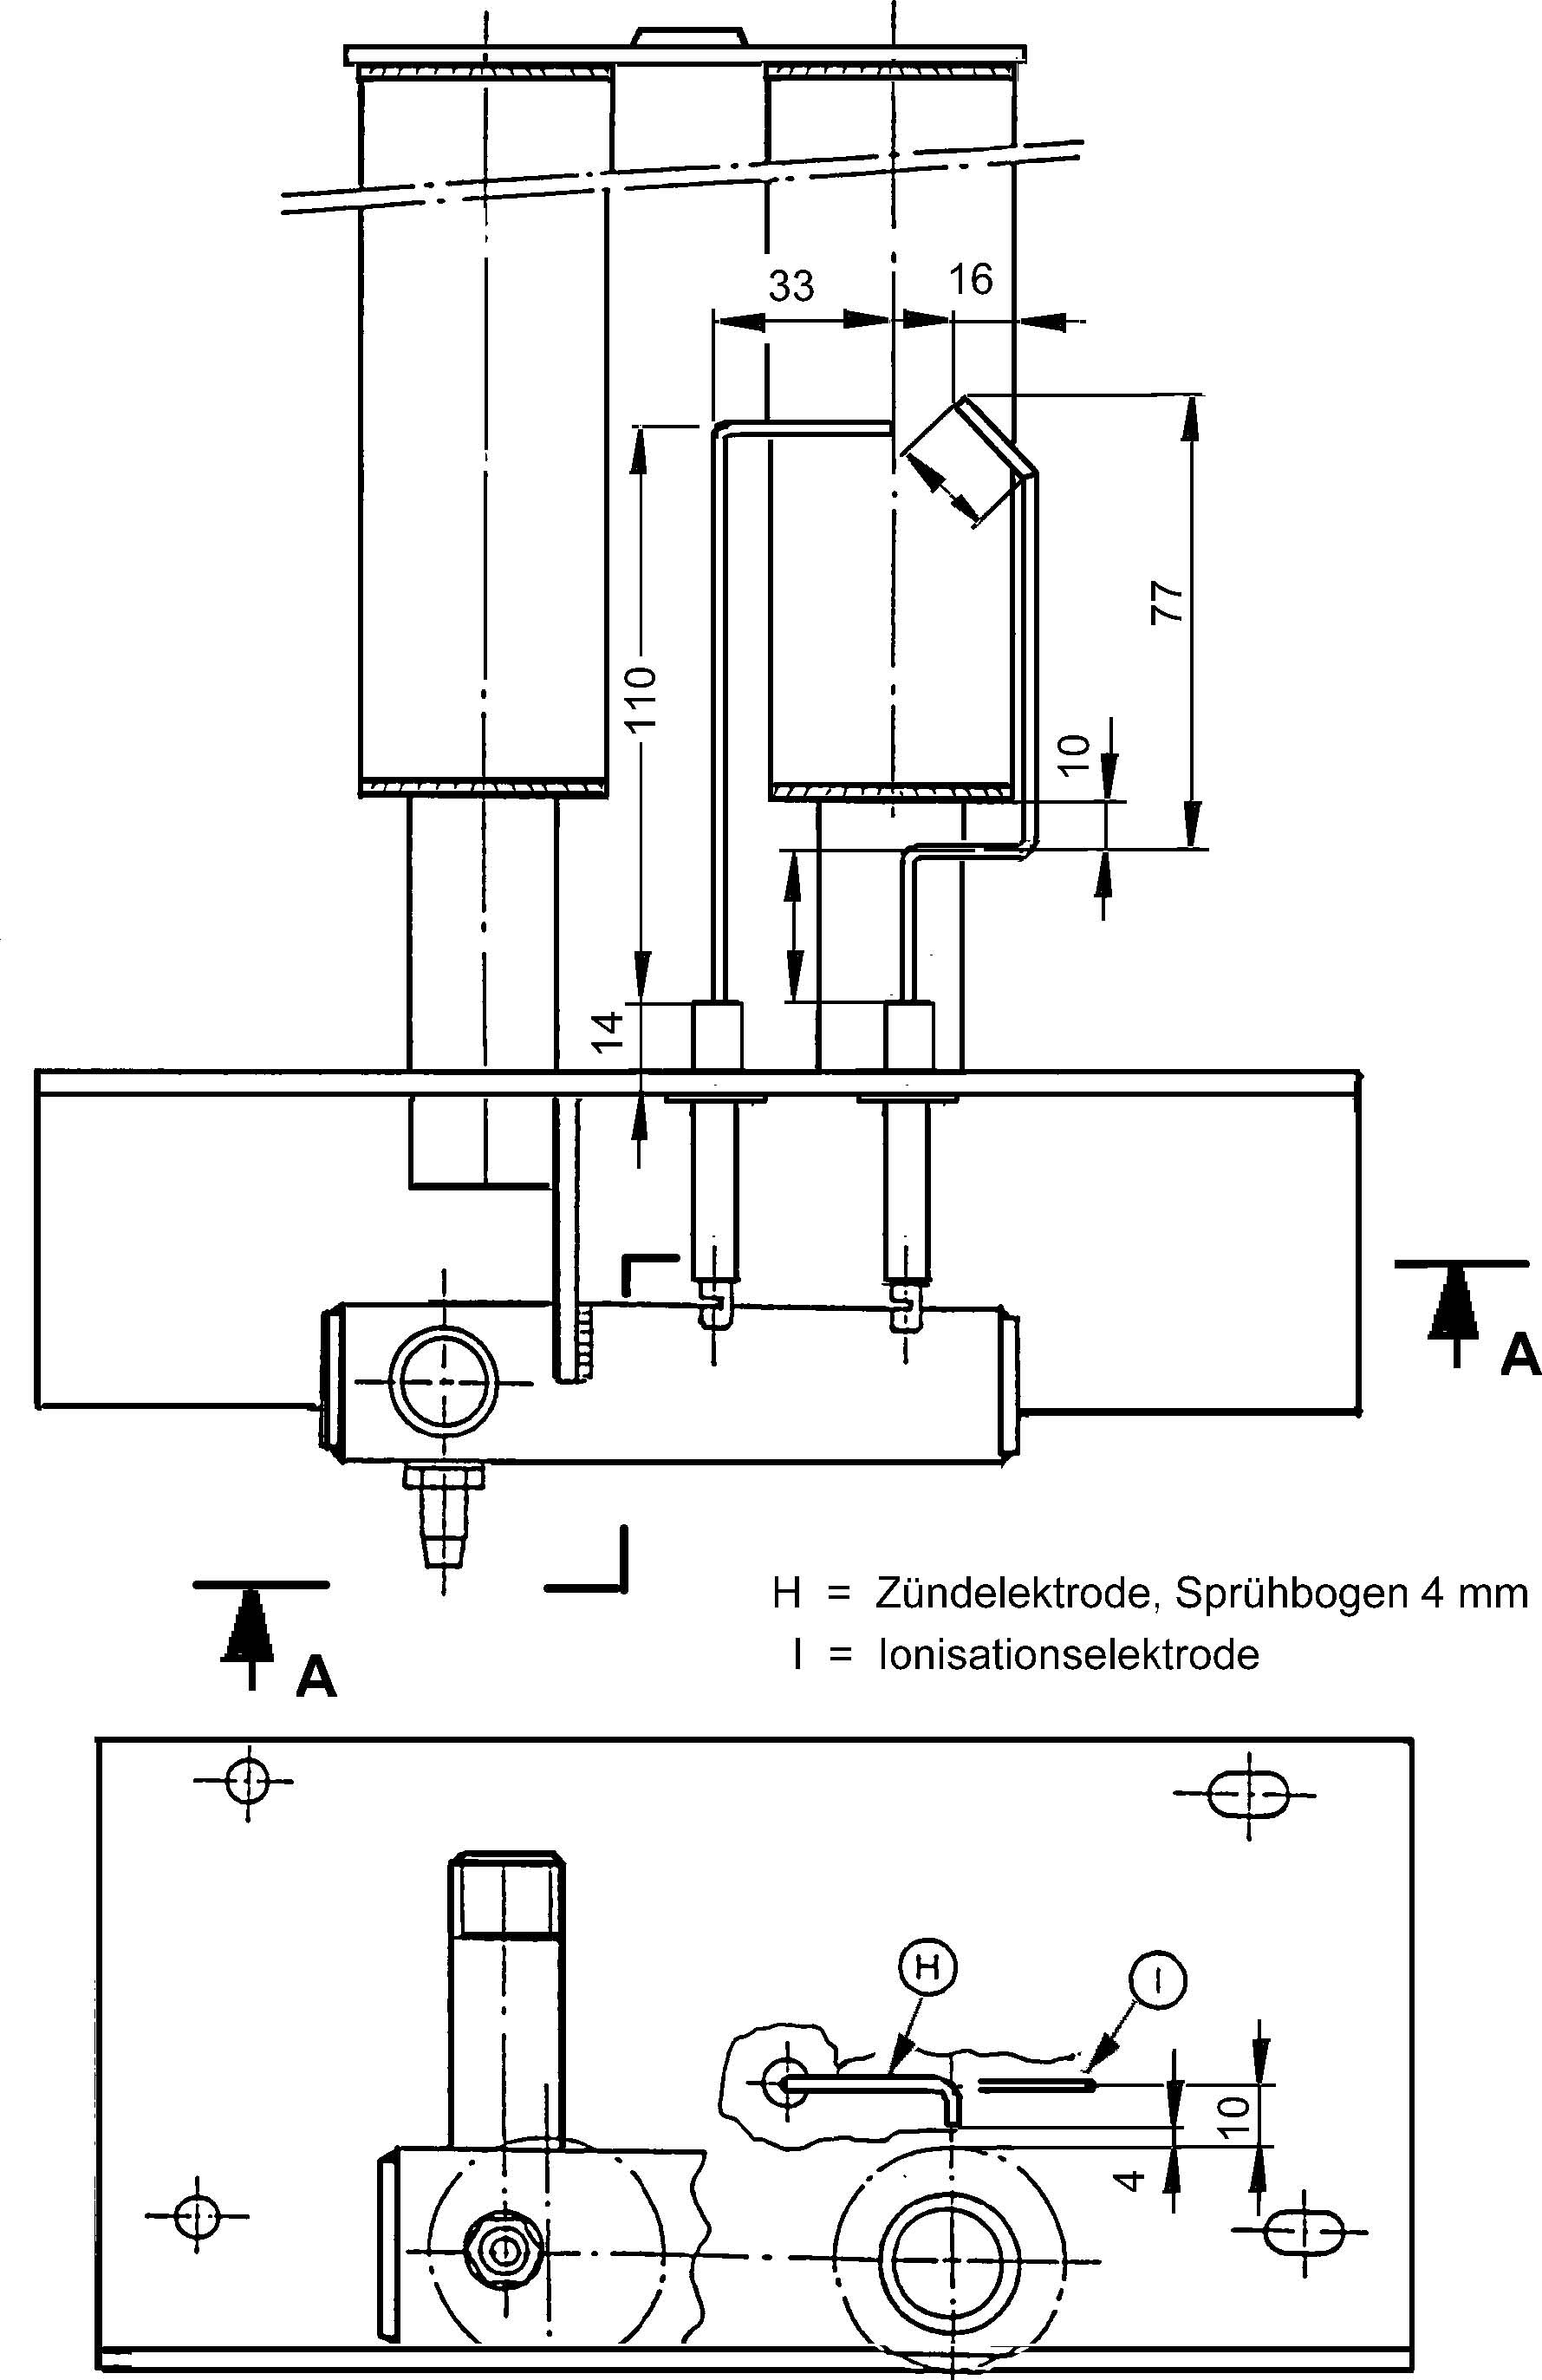 33
16
77
110
10
14
A
H = Zündelektrode, Sprühbogen 4 mm
I = Ionisationselektrode
A
H
I
10
4